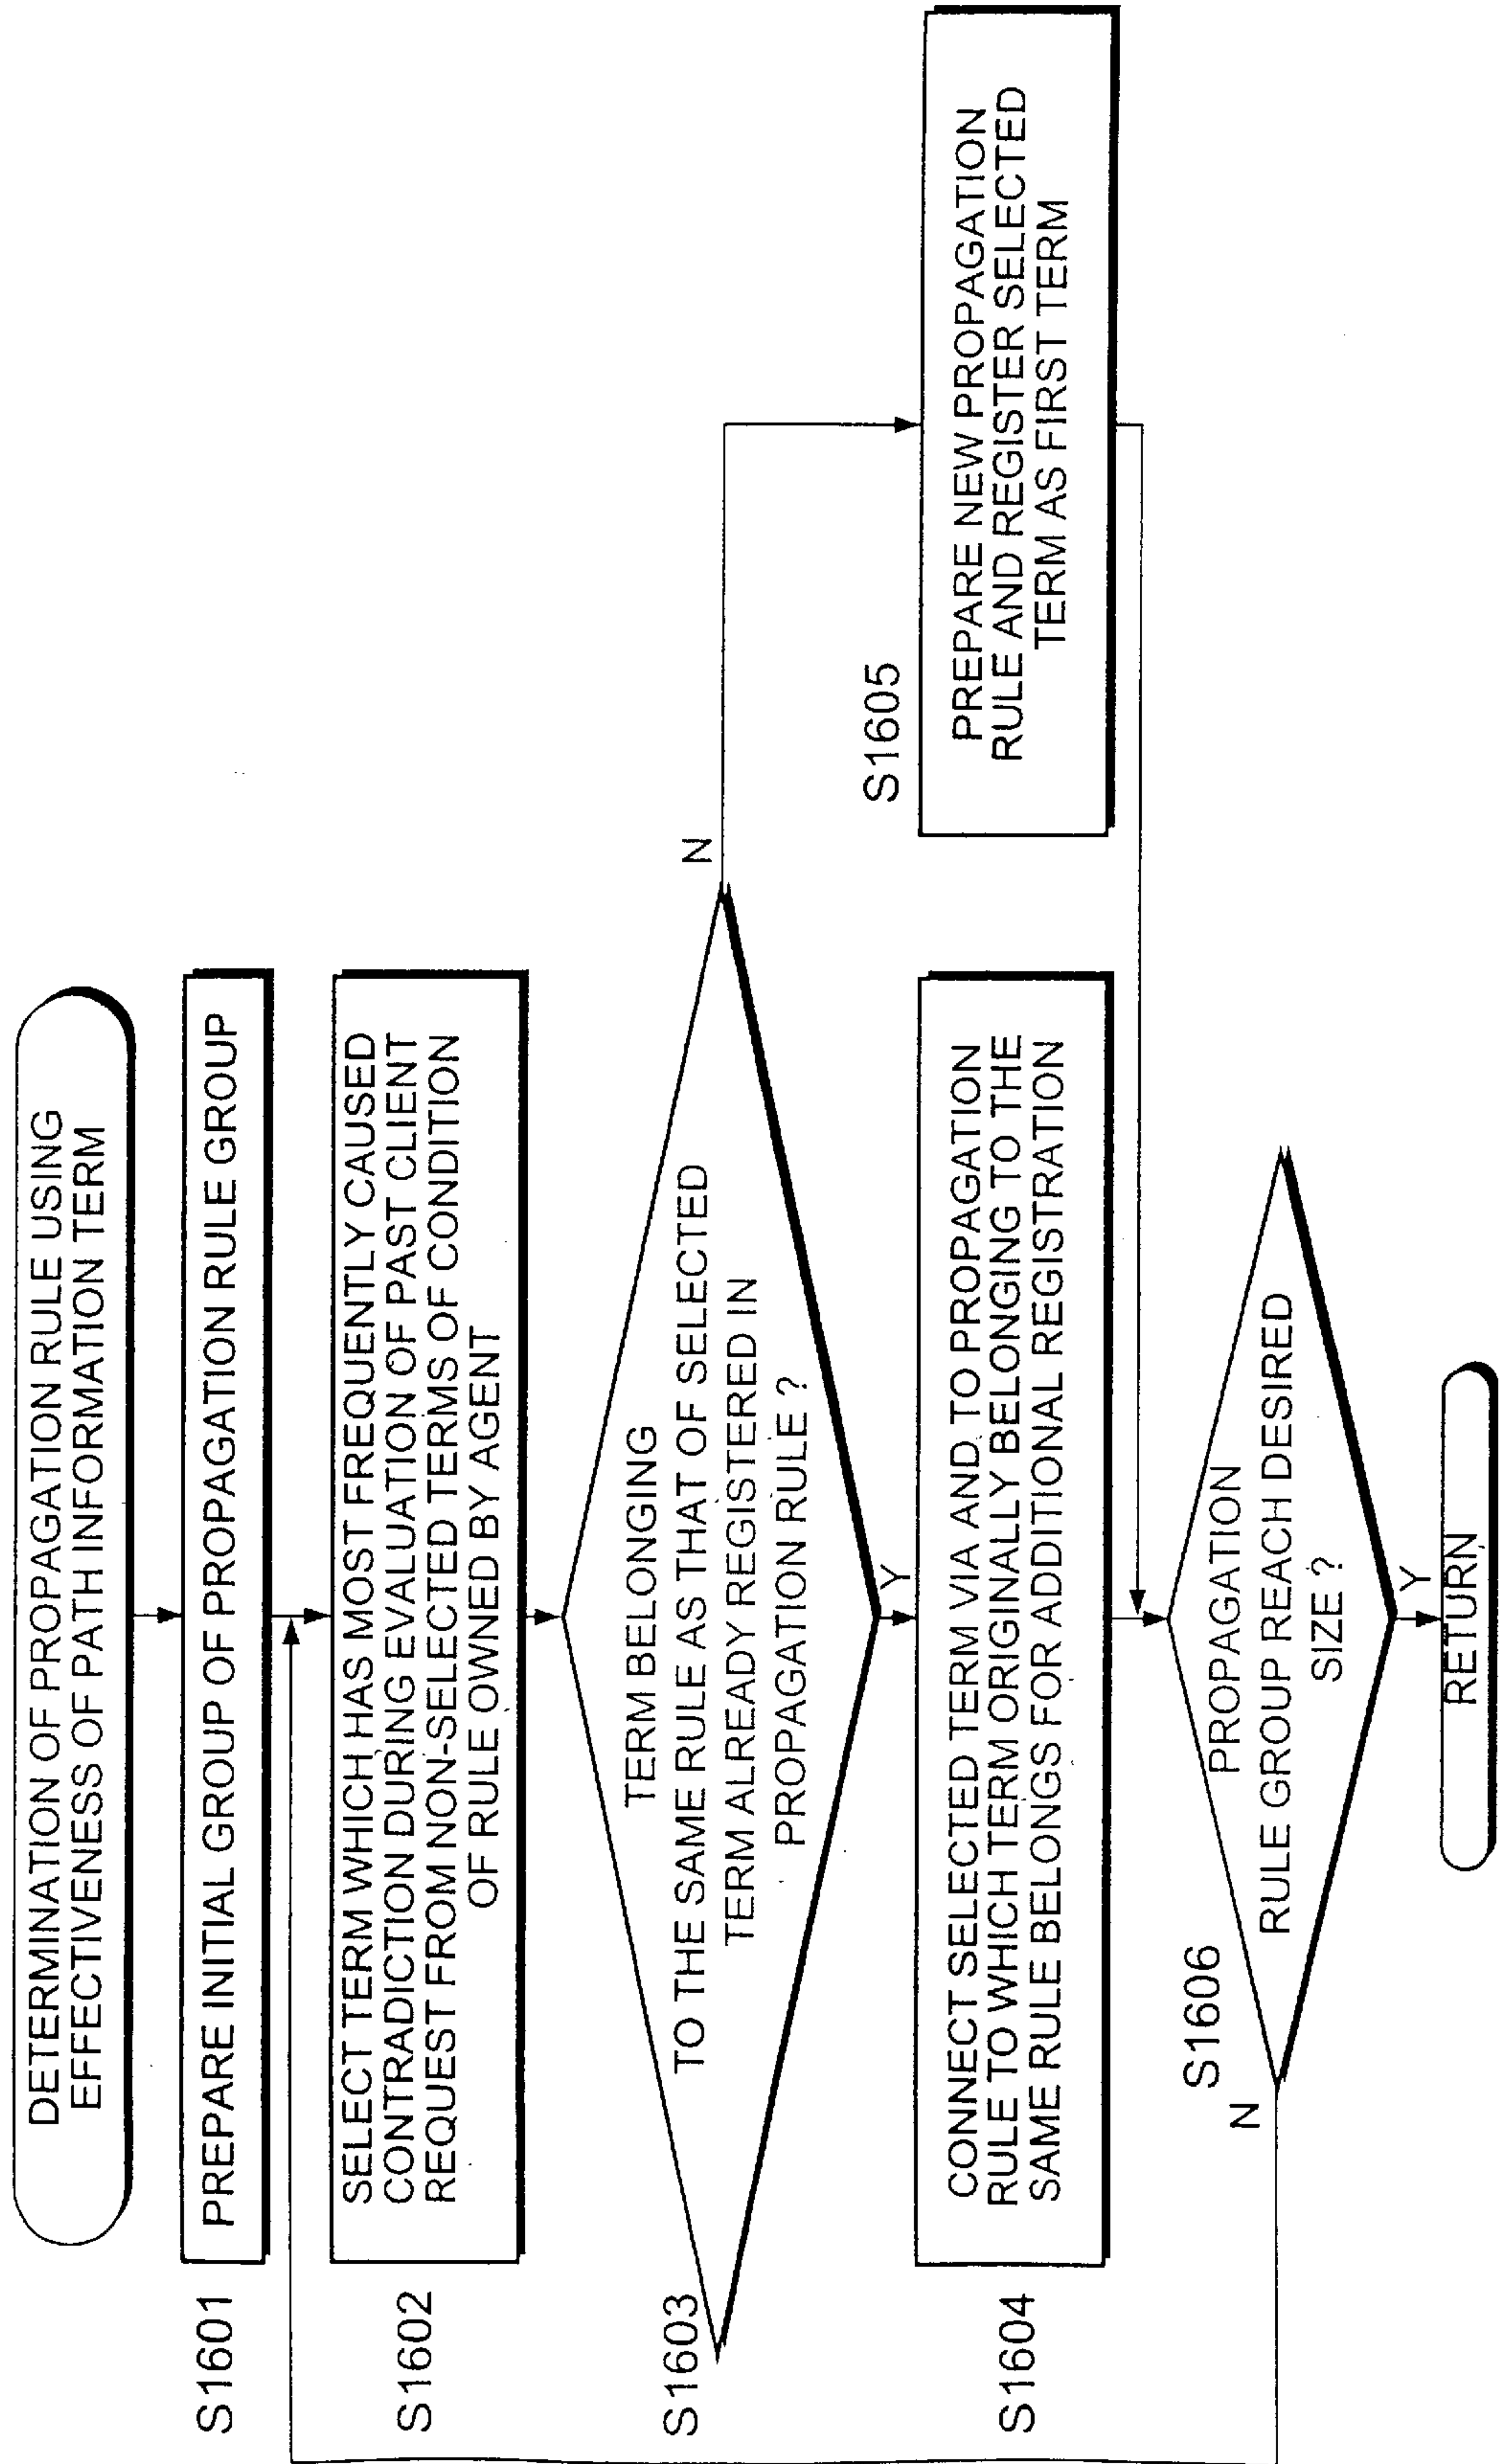 DETERMINATION OF PROPAGATION RULE USING
EFFECTIVENESS OF PATH INFORMATION TERM
S1601
PREPARE INITIAL GROUP OF PROPAGATION RULE GROUP
S1602
SELECT TERM WHICH HAS MOST FREQUENTLY CAUSED
CONTRADICTION DURING EVALUATION OF PAST CLIENT
REQUEST FROM NON-SELECTED TERMS OF CONDITION
OF RULE OWNED BY AGENT
S1603
TERM BELONGING
TO THE SAME RULE AS THAT OF SELECTED
TERM ALREADY REGISTERED IN
PROPAGATION RULE ?
N
Y
S1604
CONNECT SELECTED TERM VIA AND TO PROPAGATION
RULE TO WHICH TERM ORIGINALLY BELONGING TO THE
SAME RULE BELONGS FOR ADDITIONAL REGISTRATION
S1605
PREPARE NEW PROPAGATION
RULE AND REGISTER SELECTED
TERM AS FIRST TERM
S1606
PROPAGATION
RULE GROUP REACH DESIRED
SIZE ?
N
Y
RETURN